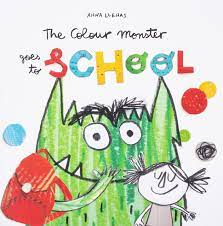 ANNA LLENAS
The Colour Monster
goes to SCHOOL